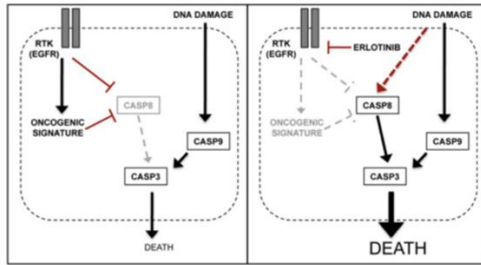 DNA DAMAGE
RTK
(EGFR)
CASP8
ONCOGENIC
SIGNATURE
CASP9
CASP3
DEATH
DNA DAMAGE
RTK
(EGFR)
ERLOTINIB
CASP8
ONCOGENIC
SIGNATURE
CASP9
CASP3
DEATH